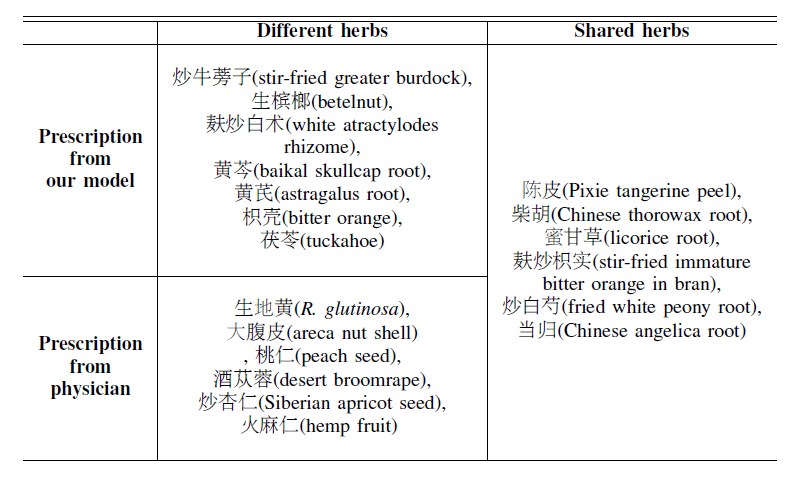 Different herbs
Shared herbs
Prescription
from
our model
炒牛蒡子(stir-fried greater burdock),
生槟榔(betelnut),
麸炒白术(white atractylodes
rhizome),
黄芩(baikal skullcap root),
黄芪(astragalus root),
枳壳(bitter orange),
茯苓(tuckahoe)
Prescription
from
physician
生地黄(R. glutinosa),
大腹皮(areca nut shell)
, 桃仁(peach seed),
酒苁蓉(desert broomrape),
炒杏仁(Siberian apricot seed),
火麻仁(hemp fruit)
陈皮(Pixie tangerine peel),
柴胡(Chinese thorowax root),
蜜甘草(licorice root),
麸炒枳实(stir-fried immature
bitter orange in bran),
炒白芍(fried white peony root),
当归(Chinese angelica root)